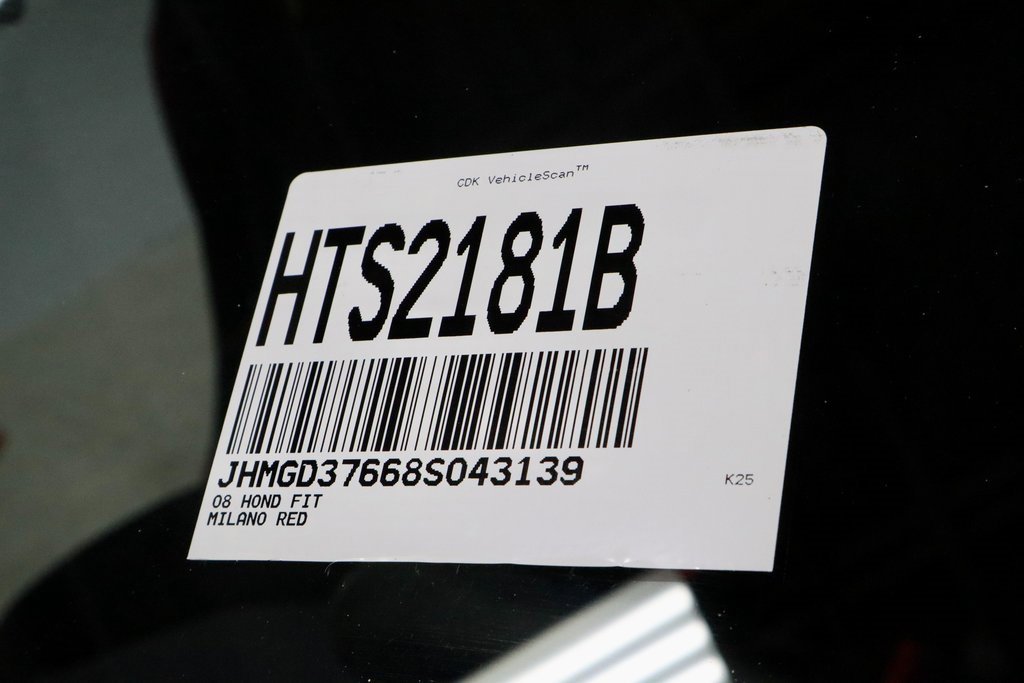 CDK VehicleScan™
HTS2181B
JHMGD37668S043139
08 HOND FIT
MILANO RED
K25